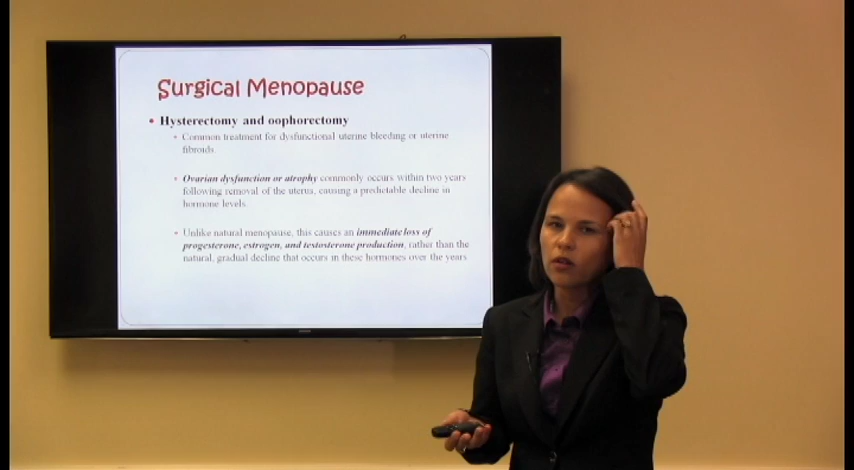 Surgical Menopause
• Hysterectomy and oophorectomy
• Common treatment for dysfunctional uterine bleeding or uterine
fibroids.
• Ovarian dysfunction or atrophy commonly occurs within two years
following removal of the uterus, causing a predictable decline in
hormone levels.
• Unlike natural menopause, this causes an immediate loss of
progesterone, estrogen, and testosterone production, rather than the
natural, gradual decline that occurs in these hormones over the years.